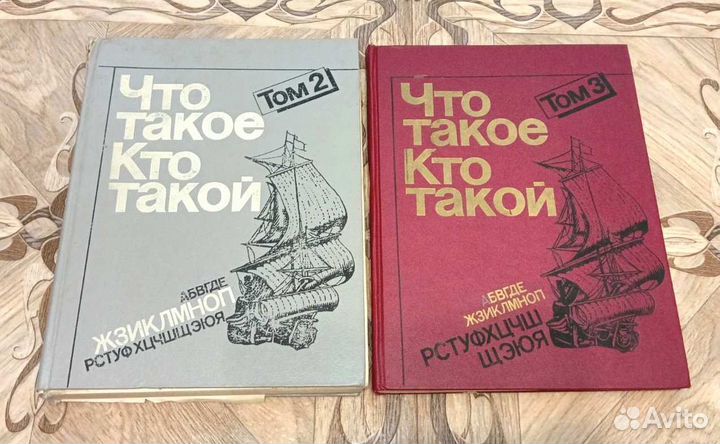 Что
такое
Кто
такой
Том 2
АБВГДЕ
ЖЗИКЛМНОП
РСТУФХЦЧШЩЭЮЯ
Что
такое
Кто
такой
Том 3
АБВГДЕ
ЖЗИКЛМНОП
РСТУФХЦЧШ
ЩЭЮЯ
Avito